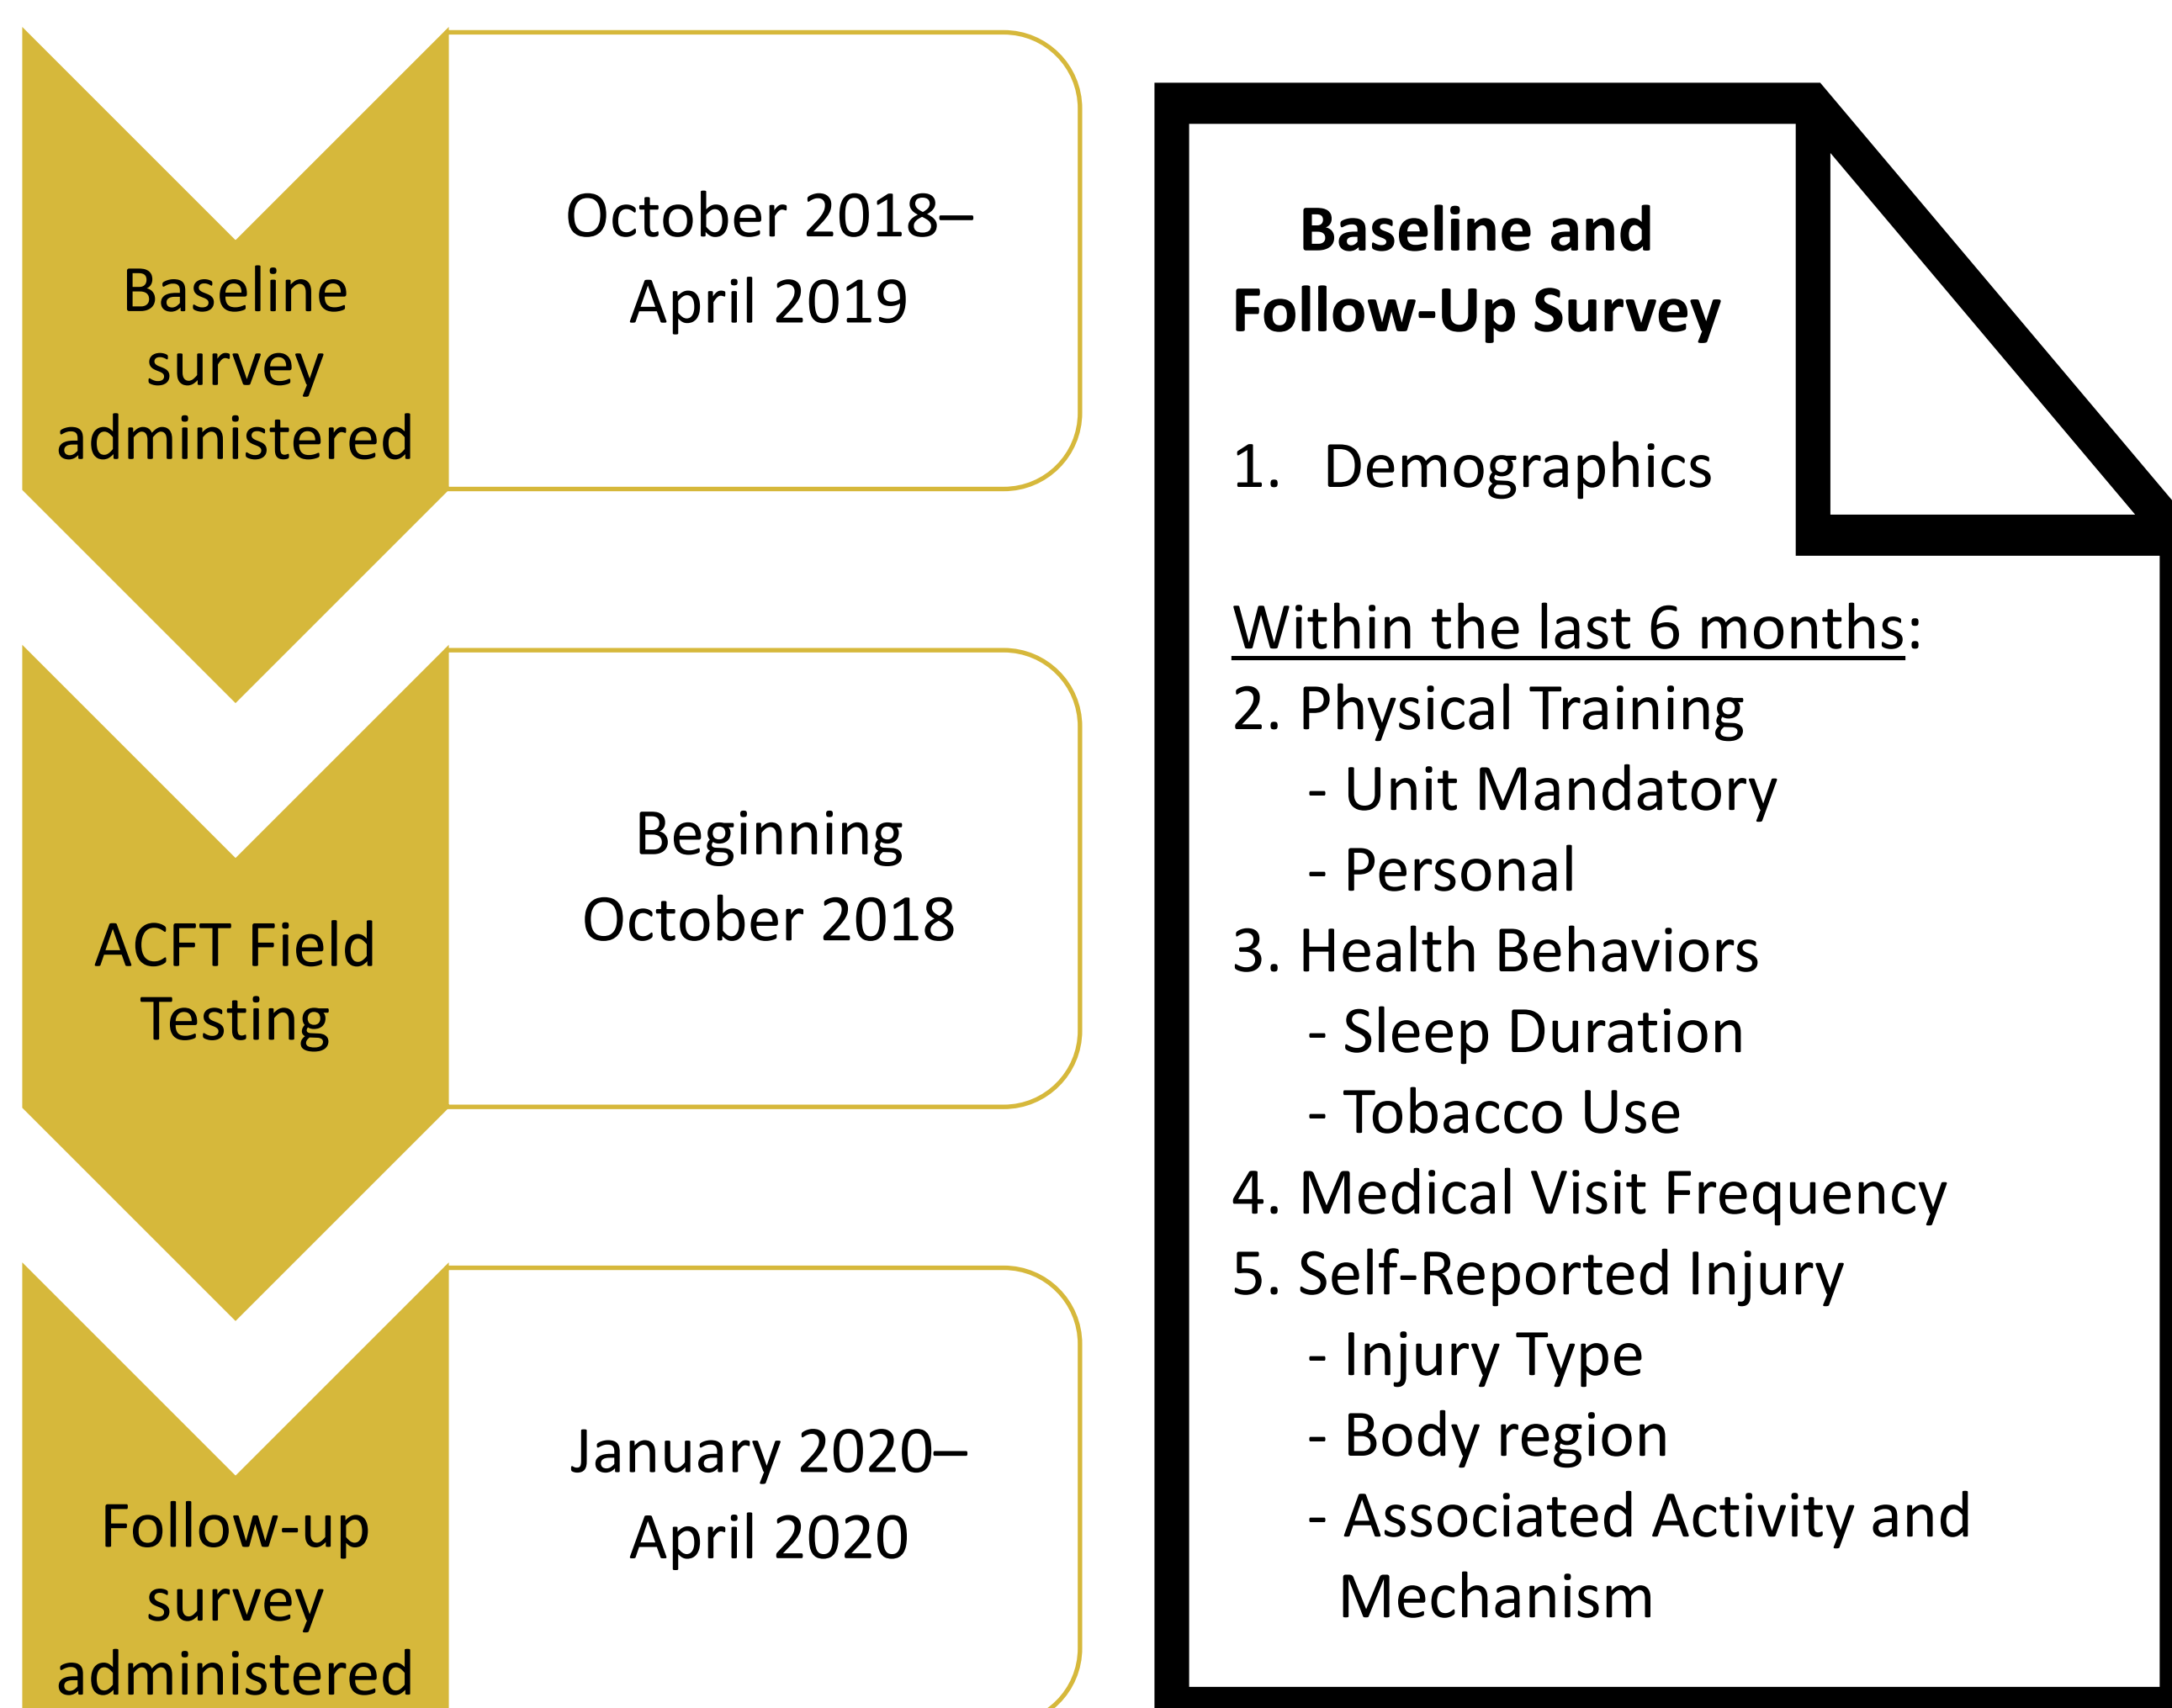 Baseline
survey
administered
October 2018–
April 2019
ACFT Field
Testing
Beginning
October 2018
Follow-up
survey
administered
January 2020–
April 2020
Baseline and
Follow-Up Survey
1. Demographics
Within the last 6 months:
2. Physical Training
- Unit Mandatory
- Personal
3. Health Behaviors
- Sleep Duration
- Tobacco Use
4. Medical Visit Frequency
5. Self-Reported Injury
- Injury Type
- Body region
- Associated Activity and
Mechanism